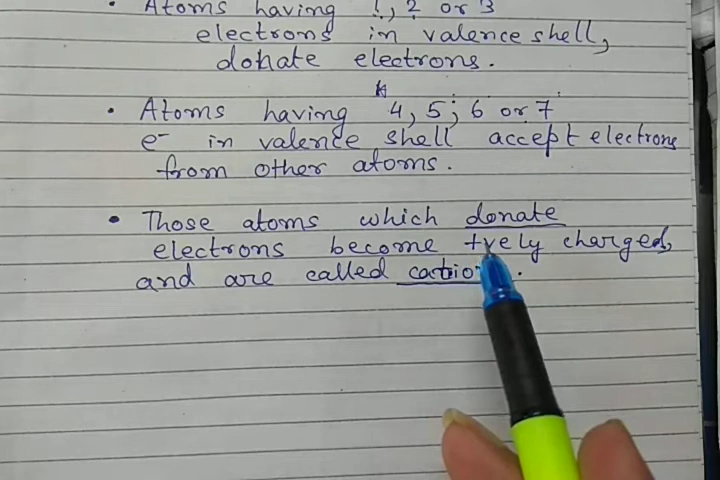 • Atoms having 1, 2 or 3
electrons in valence shell,
donate electrons.
• Atoms having 4, 5, 6 or 7
e⁻ in valence shell accept electrons
from other atoms.
• Those atoms which donate
electrons become +vely charged,
and are called